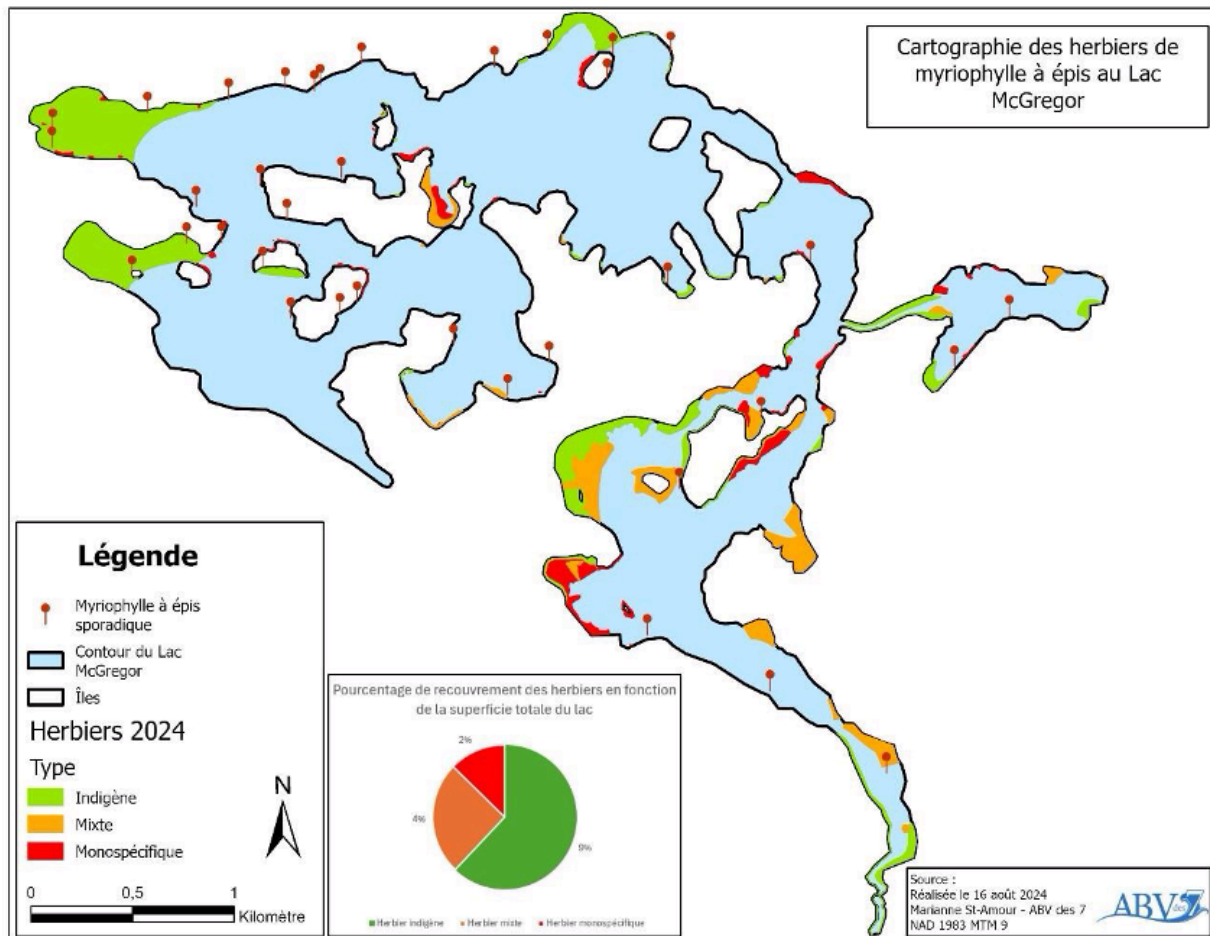 Cartographie des herbiers de
myriophylle à épis au Lac
McGregor
Légende
Myriophylle à épis
sporadique
Contour du Lac
McGregor
Îles
Herbiers 2024
Type
Indigène
Mixte
Monospécifique
N
0 0,5 1
Kilomètre
Pourcentage de recouvrement des herbiers en fonction
de la superficie totale du lac
2%
4%
9%
Herbier indigène Herbier mixte Herbier monospécifique
Source :
Réalisée le 16 août 2024
Marianne St-Amour - ABV des 7
NAD 1983 MTM 9
ABV des 7